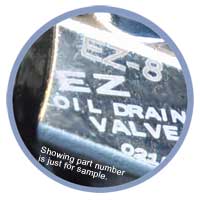 EZ-8
EZ
OIL DRAIN
VALVE
Showing part number
is just for sample.